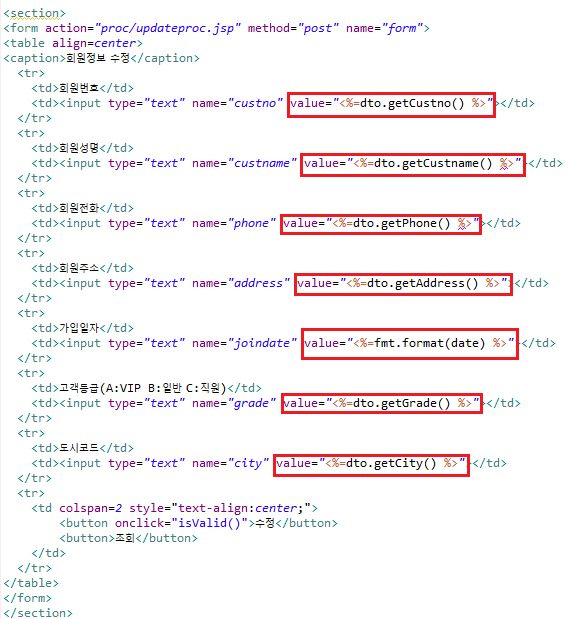 <section>
<form action="proc/updateproc.jsp" method="post" name="form">
<table align=center>
<caption>회원정보 수정</caption>
<tr>
<td>회원번호</td>
<td><input type="text" name="custno" value="<%=dto.getCustno() %>"></td>
</tr>
<tr>
<td>회원성명</td>
<td><input type="text" name="custname" value="<%=dto.getCustname() %>"></td>
</tr>
<tr>
<td>회원전화</td>
<td><input type="text" name="phone" value="<%=dto.getPhone() %>"></td>
</tr>
<tr>
<td>회원주소</td>
<td><input type="text" name="address" value="<%=dto.getAddress() %>"></td>
</tr>
<tr>
<td>가입일자</td>
<td><input type="text" name="joindate" value="<%=fmt.format(date) %>"></td>
</tr>
<tr>
<td>고객등급(A:VIP B:일반 C:직원)</td>
<td><input type="text" name="grade" value="<%=dto.getGrade() %>"></td>
</tr>
<tr>
<td>도시코드</td>
<td><input type="text" name="city" value="<%=dto.getCity() %>"></td>
</tr>
<tr>
<td colspan=2 style="text-align:center;">
<button onclick="isValid()">수정</button>
<button>조회</button>
</td>
</tr>
</table>
</form>
</section>